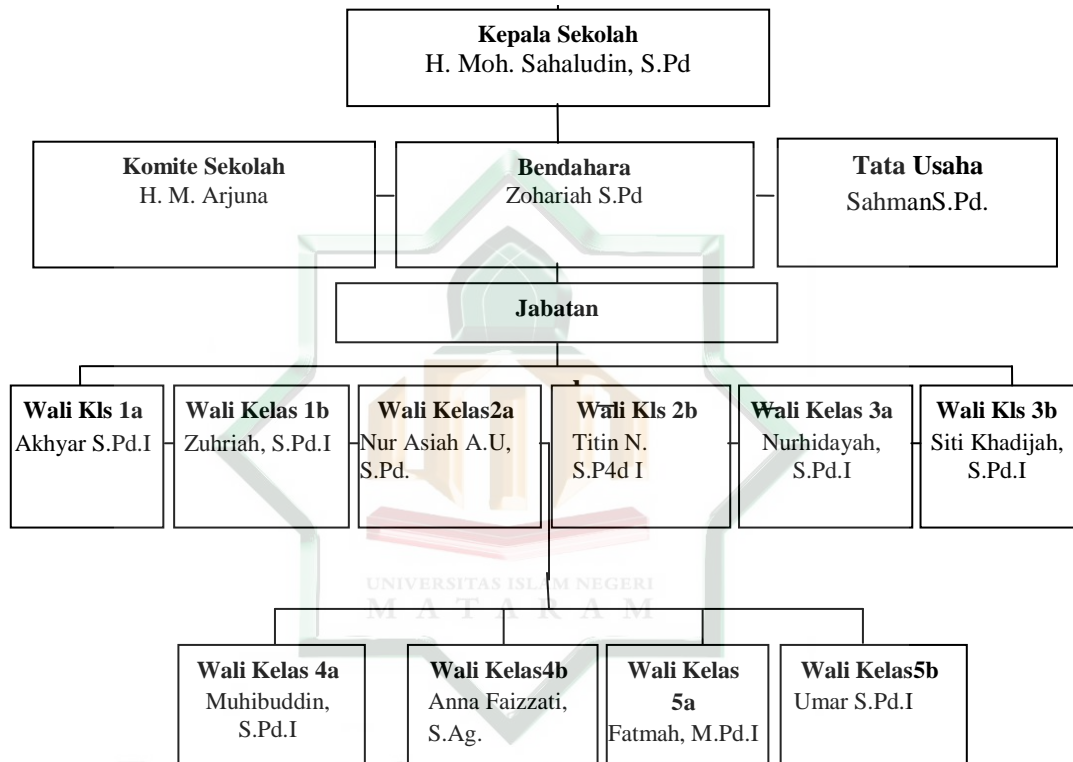 Kepala Sekolah
H. Moh. Sahaludin, S.Pd
Komite Sekolah
H. M. Arjuna
Bendahara
Zohariah S.Pd
Tata Usaha
SahmanS.Pd.
Jabatan
Wali Kls 1a
Akhyar S.Pd.I
Wali Kelas 1b
Zuhriah, S.Pd.I
Wali Kelas2a
Nur Asiah A.U,
S.Pd.
Wali Kls 2b
Titin N.
S.P4d I
Wali Kelas 3a
Nurhidayah,
S.Pd.I
Wali Kls 3b
Siti Khadijah,
S.Pd.I
UNIVERSITAS ISLAM NEGERI
MATARAM
Wali Kelas 4a
Muhibuddin,
S.Pd.I
Wali Kelas4b
Anna Faizzati,
S.Ag.
Wali Kelas
5a
Fatmah, M.Pd.I
Wali Kelas5b
Umar S.Pd.I